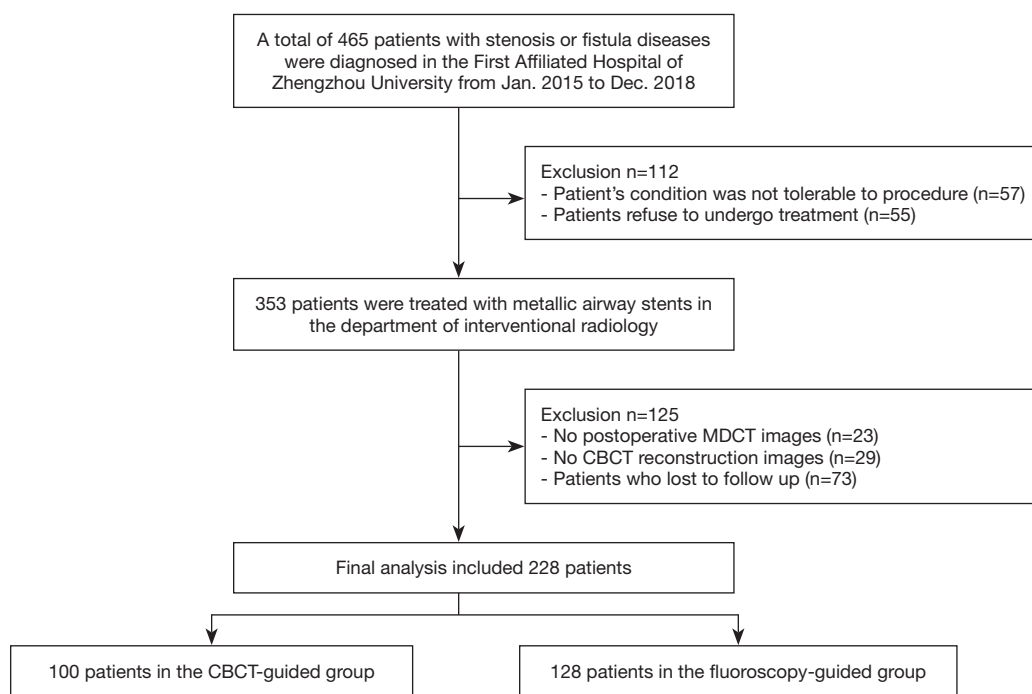 A total of 465 patients with stenosis or fistula diseases
were diagnosed in the First Affiliated Hospital of
Zhengzhou University from Jan. 2015 to Dec. 2018
Exclusion n=112
- Patient's condition was not tolerable to procedure (n=57)
- Patients refuse to undergo treatment (n=55)
353 patients were treated with metallic airway stents in
the department of interventional radiology
Exclusion n=125
- No postoperative MDCT images (n=23)
- No CBCT reconstruction images (n=29)
- Patients who lost to follow up (n=73)
Final analysis included 228 patients
100 patients in the CBCT-guided group
128 patients in the fluoroscopy-guided group